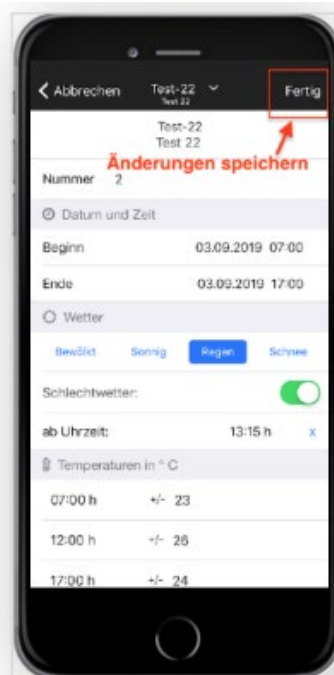 Abbrechen Test-22 Fertig
Test 22
Test-22
Test 22
Änderungen speichern
Nummer 2
Datum und Zeit
Beginn 03.09.2019 07:00
Ende 03.09.2019 17:00
Wetter
Bewölkt Sonnig Regen Schnee
Schlechtwetter:
ab Uhrzeit: 13:15 h x
Temperaturen in ° C
07:00 h +/- 23
12:00 h -/- 26
17:00 h -/- 24